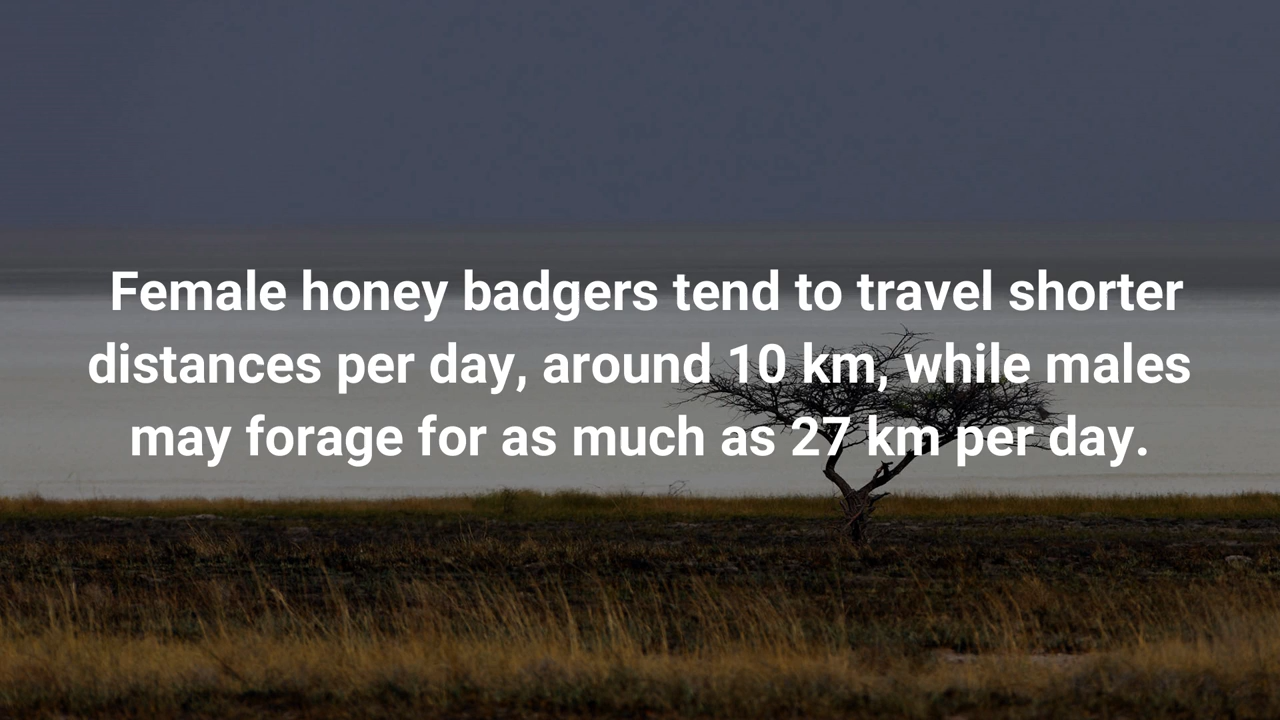 Female honey badgers tend to travel shorter
distances per day, around 10 km, while males
may forage for as much as 27 km per day.